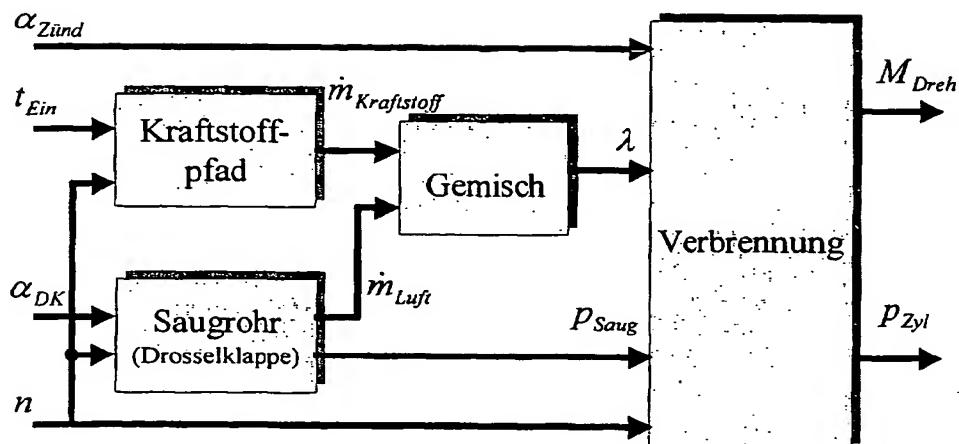 α_Zünd
t_Ein
ṁ_Kraftstoff
M_Dreh
Kraftstoff-
pfad
λ
Gemisch
Verbrennung
α_DK
ṁ_Luft
Saugrohr
(Drosselklappe)
p_Saug
p_Zyl
n